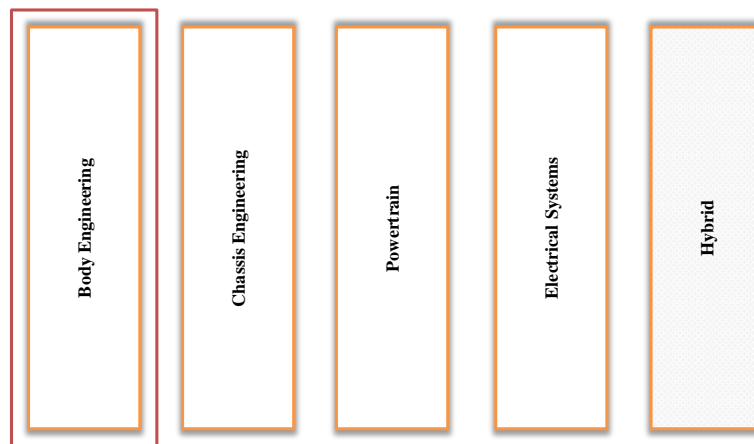 Body Engineering
Chassis Engineering
Powertrain
Electrical Systems
Hybrid